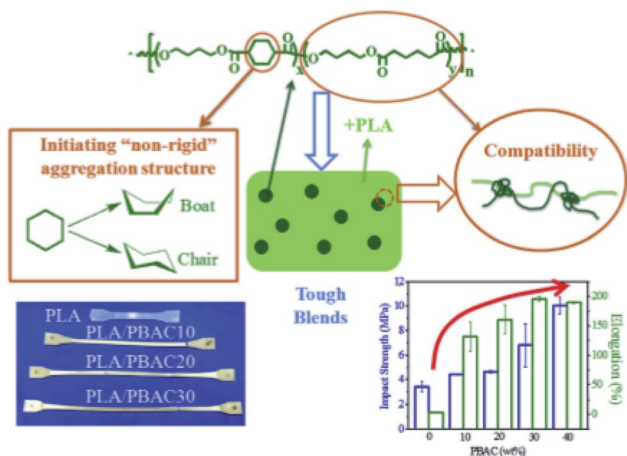 O
O
O
O
x
O
O
O
O
y
n
+PLA
Initiating “non-rigid”
aggregation structure
Boat
Chair
Compatibility
Tough
Blends
PLA
PLA/PBAC10
PLA/PBAC20
PLA/PBAC30
Impact Strength (MPa)
12
10
8
6
4
2
0
0
10
20
30
40
PBAC (wt%)
200
150
100
50
0
Elongation (%)